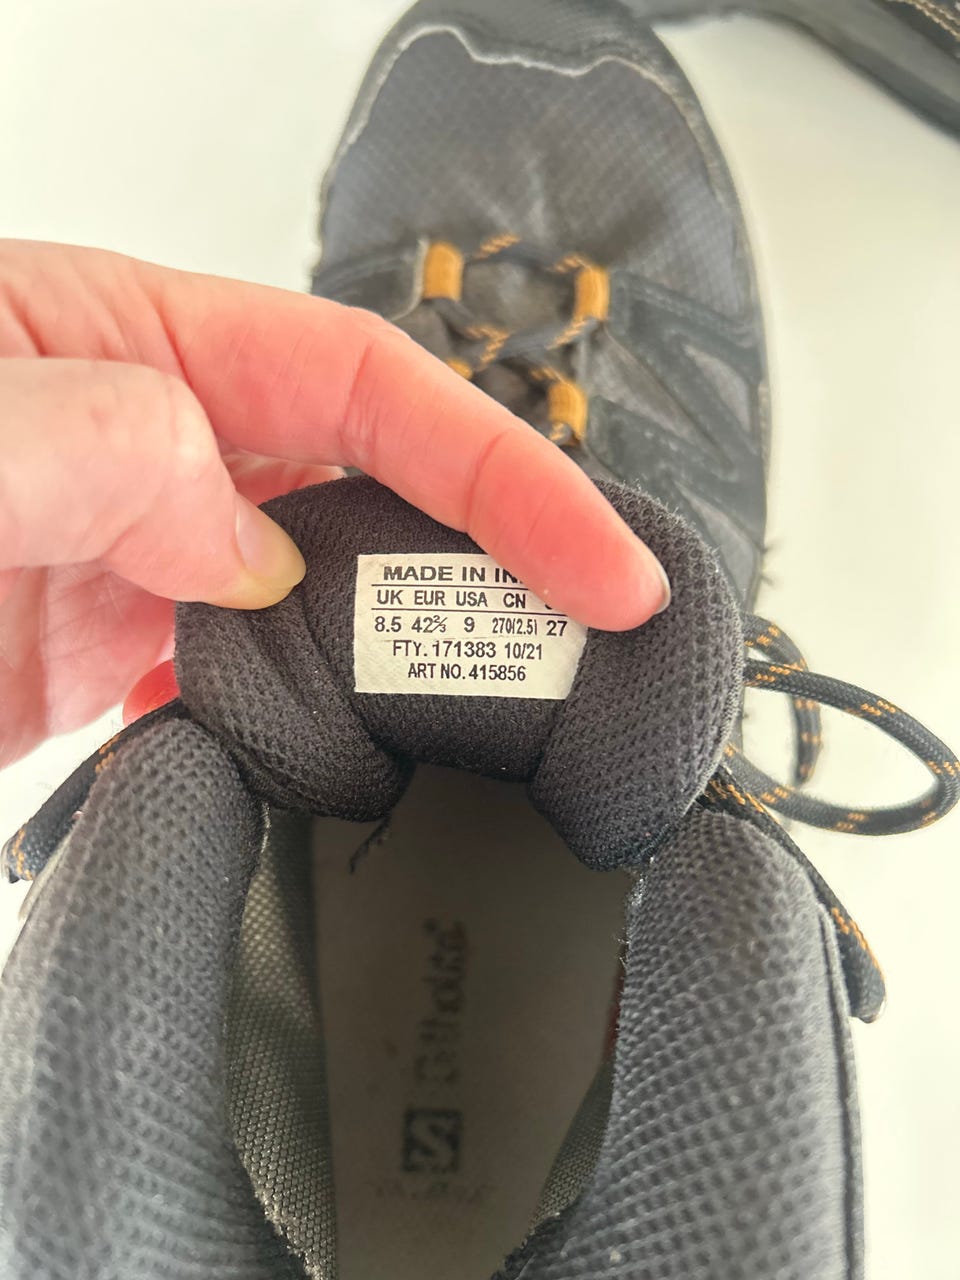 MADE IN
UK EUR USA CN
8.5 42⅔ 9 270(2.5) 27
FTY. 171383 10/21
ART NO. 415856
Ortholite